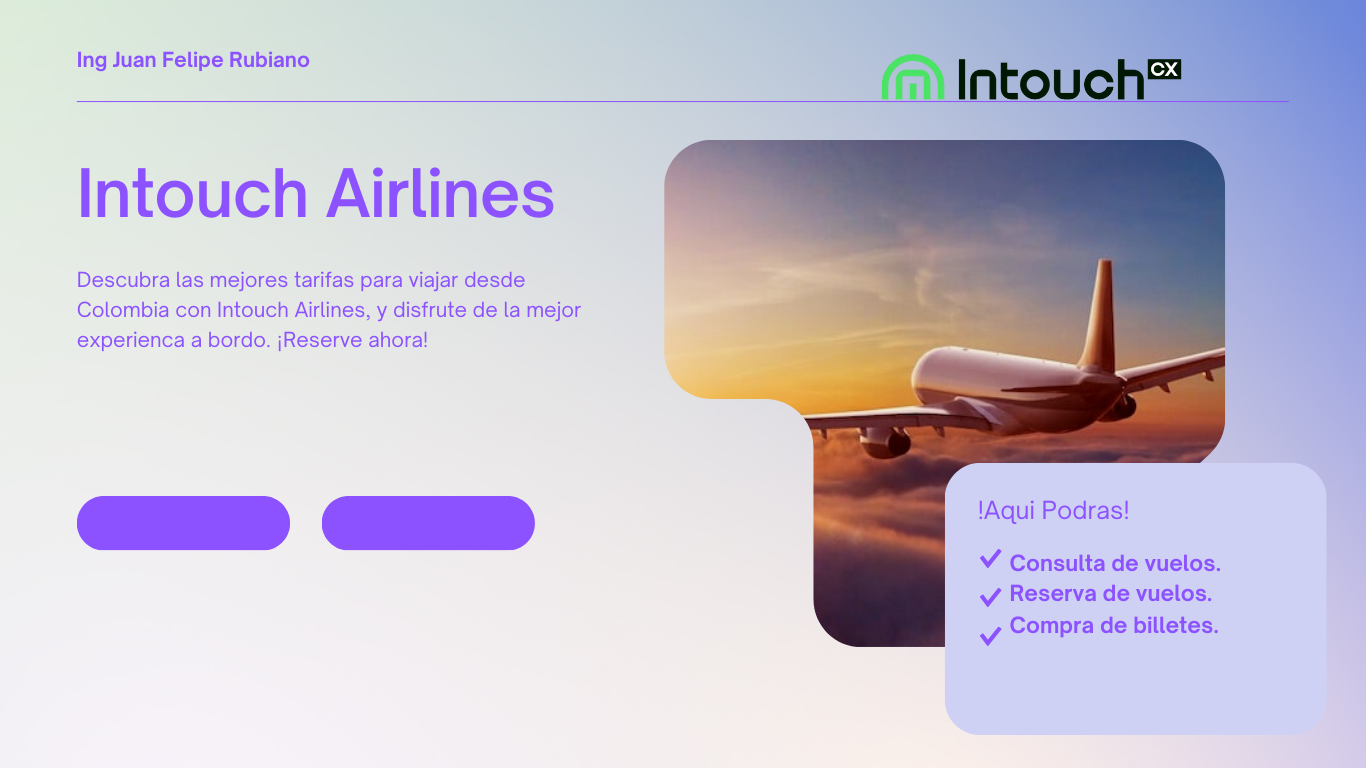 Ing Juan Felipe Rubiano
Intouch CX
Intouch Airlines
Descubra las mejores tarifas para viajar desde
Colombia con Intouch Airlines, y disfrute de la mejor
experienca a bordo. ¡Reserve ahora!
!Aqui Podras!
Consulta de vuelos.
Reserva de vuelos.
Compra de billetes.